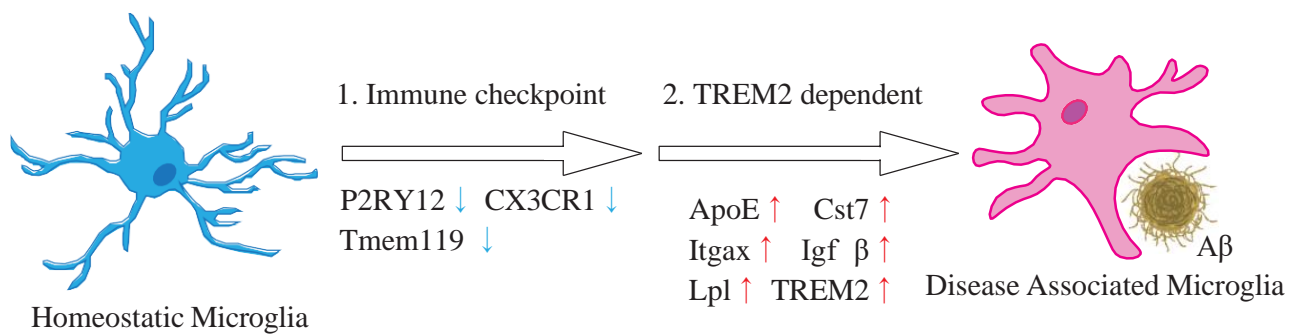 1. Immune checkpoint
2. TREM2 dependent
P2RY12 ↓ CX3CR1 ↓
Tmem119 ↓
ApoE ↑ Cst7 ↑
Itgax ↑ Igf β ↑
Lpl ↑ TREM2 ↑
Aβ
Homeostatic Microglia
Disease Associated Microglia